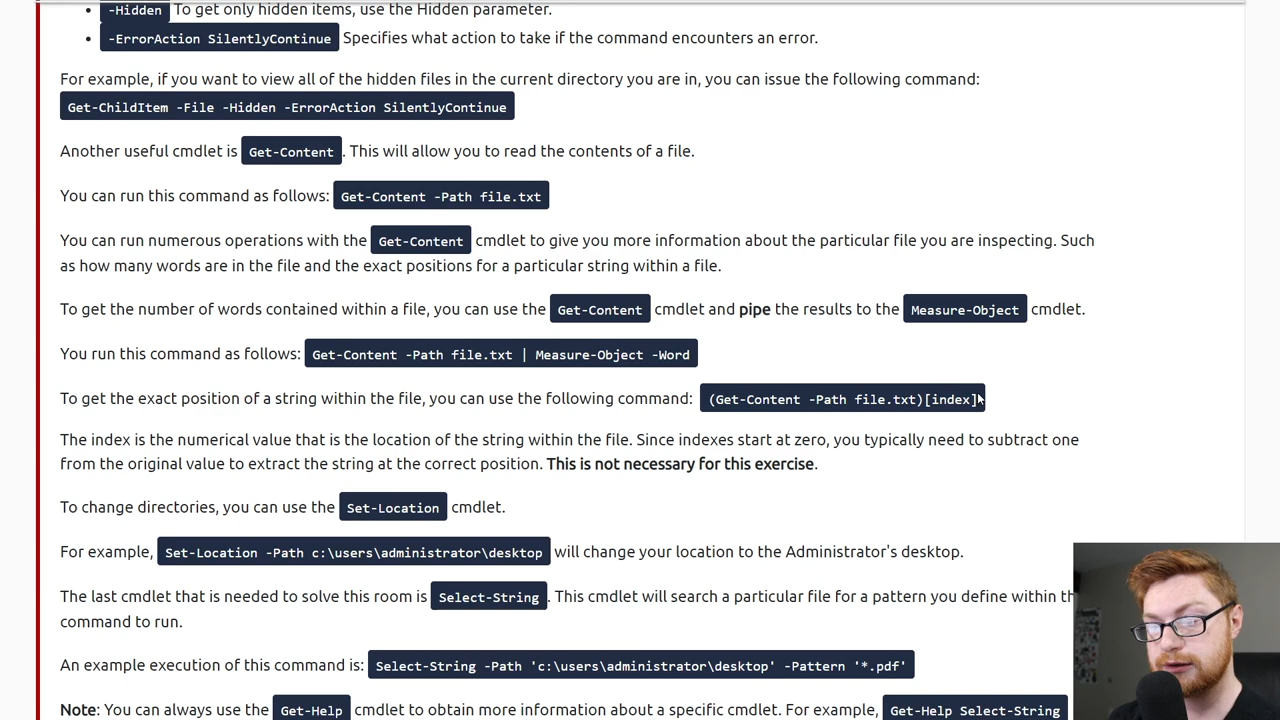 -Hidden To get only hidden items, use the Hidden parameter.
-ErrorAction SilentlyContinue Specifies what action to take if the command encounters an error.
For example, if you want to view all of the hidden files in the current directory you are in, you can issue the following command:
Get-ChildItem -File -Hidden -ErrorAction SilentlyContinue
Another useful cmdlet is Get-Content. This will allow you to read the contents of a file.
You can run this command as follows: Get-Content -Path file.txt
You can run numerous operations with the Get-Content cmdlet to give you more information about the particular file you are inspecting. Such
as how many words are in the file and the exact positions for a particular string within a file.
To get the number of words contained within a file, you can use the Get-Content cmdlet and pipe the results to the Measure-Object cmdlet.
You run this command as follows: Get-Content -Path file.txt | Measure-Object -Word
To get the exact position of a string within the file, you can use the following command: (Get-Content -Path file.txt)[index]
The index is the numerical value that is the location of the string within the file. Since indexes start at zero, you typically need to subtract one
from the original value to extract the string at the correct position. This is not necessary for this exercise.
To change directories, you can use the Set-Location cmdlet.
For example, Set-Location -Path c:\users\administrator\desktop will change your location to the Administrator's desktop.
The last cmdlet that is needed to solve this room is Select-String. This cmdlet will search a particular file for a pattern you define within th
command to run.
An example execution of this command is: Select-String -Path 'c:\users\administrator\desktop' -Pattern '*.pdf'
Note: You can always use the Get-Help cmdlet to obtain more information about a specific cmdlet. For example, Get-Help Select-String